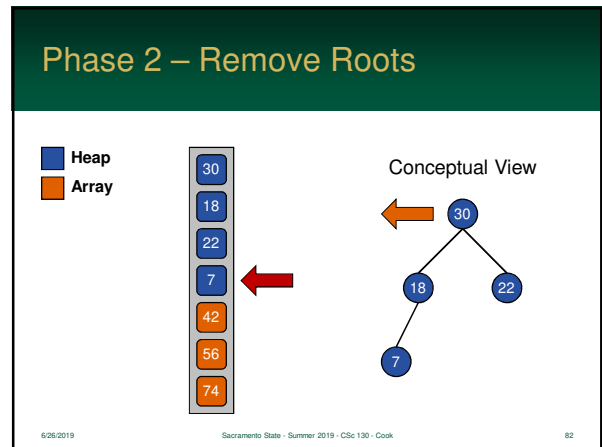 Phase 2 – Remove Roots
Heap
Array
30
18
22
7
42
56
74
Conceptual View
30
18
22
7
6/26/2019
Sacramento State - Summer 2019 - CSc 130 - Cook
82